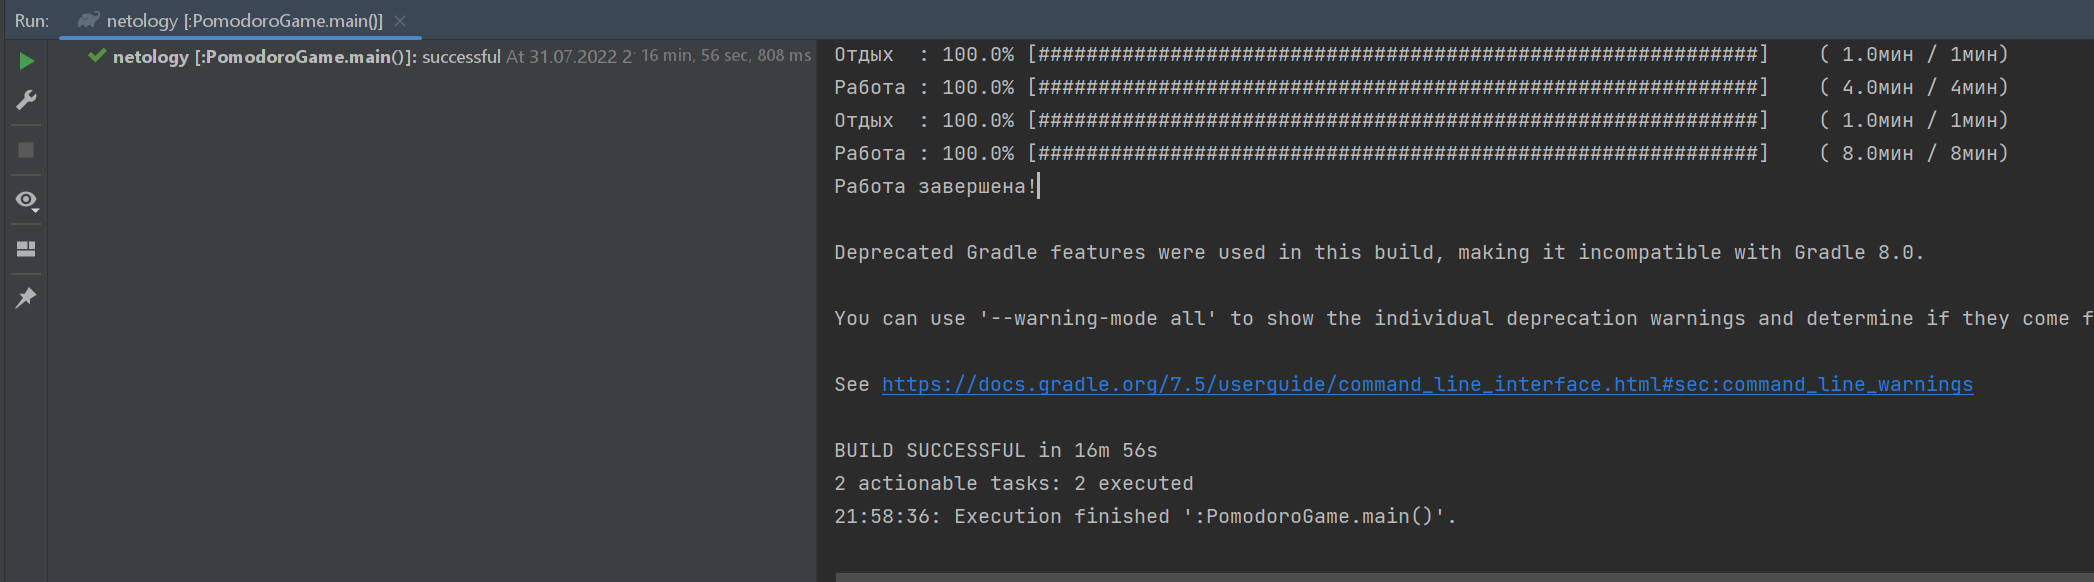 Run: netology [:PomodoroGame.main()]
netology [:PomodoroGame.main()]: successful At 31.07.2022 2 16 min, 56 sec, 808 ms
Отдых  : 100.0% [############################################################]    ( 1.0мин / 1мин)
Работа : 100.0% [############################################################]    ( 4.0мин / 4мин)
Отдых  : 100.0% [############################################################]    ( 1.0мин / 1мин)
Работа : 100.0% [############################################################]    ( 8.0мин / 8мин)
Работа завершена!
Deprecated Gradle features were used in this build, making it incompatible with Gradle 8.0.
You can use '--warning-mode all' to show the individual deprecation warnings and determine if they come f
See https://docs.gradle.org/7.5/userguide/command_line_interface.html#sec:command_line_warnings
BUILD SUCCESSFUL in 16m 56s
2 actionable tasks: 2 executed
21:58:36: Execution finished ':PomodoroGame.main()'.